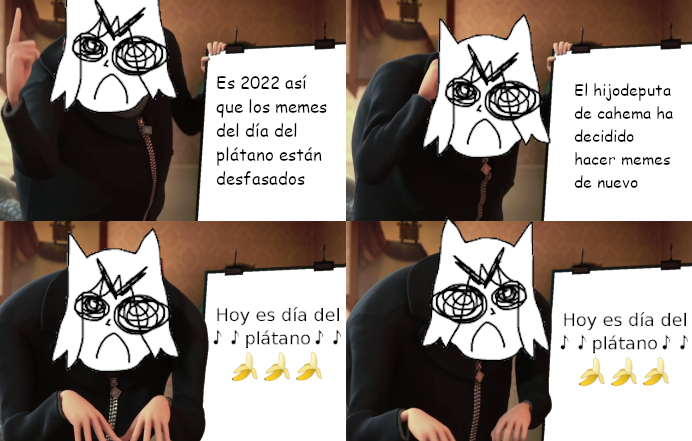 Es 2022 así
que los memes
del día del
plátano están
desfasados
El hijodeputa
de cahema ha
decidido
hacer memes
de nuevo
Hoy es día del
♪ ♪ plátano ♪ ♪
🍌🍌🍌
Hoy es día del
♪ ♪ plátano ♪ ♪
🍌🍌🍌